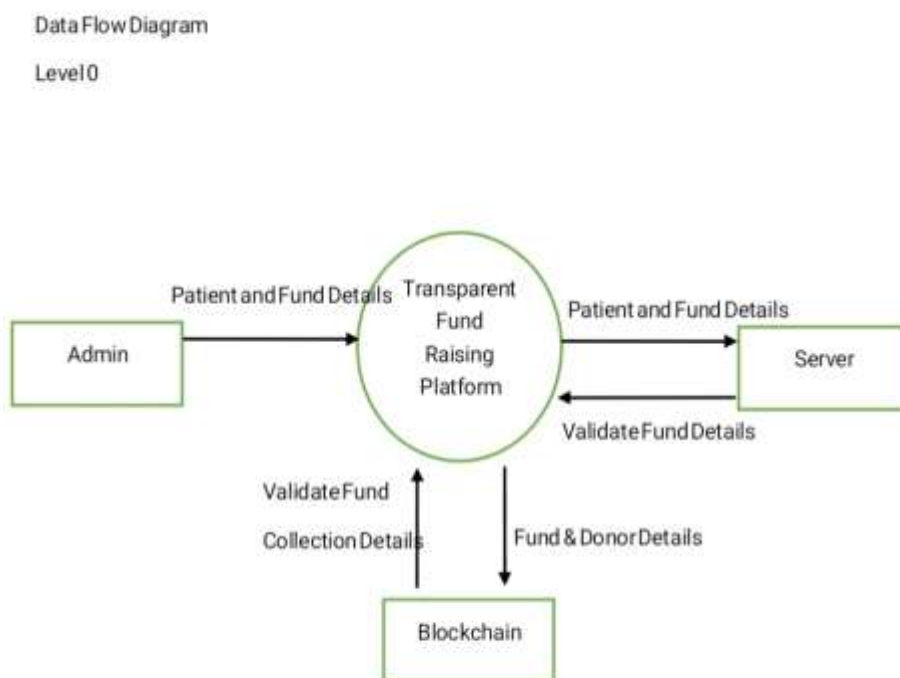 Data Flow Diagram
Level 0
Transparent
Fund
Raising
Platform
Patient and Fund Details
Admin
Patient and Fund Details
Server
Validate Fund Details
Validate Fund
Collection Details
Fund & Donor Details
Blockchain